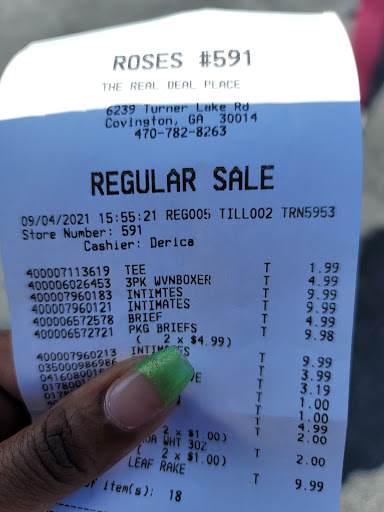 ROSES #591
THE REAL DEAL PLACE
6239 Turner Lake Rd
Covington, GA 30014
470-782-8263
REGULAR SALE
09/04/2021 15:55:21 REG005 TILL002 TRN5953
Store Number: 591
Cashier: Derica
400007113619 TEE T 1.99
400006026453 3PK WVNBOXER T 4.99
400007960183 INTIMTES T 9.99
400007960121 INTIMATES T 9.99
400006572578 BRIEF T 4.99
400006572721 PKG BRIEFS T 9.98
( 2 x $4.99)
400007960213 T 9.99
035000986986 T 3.99
T 3.19
T 1.00
T 1.00
T 4.99
2 x $1.00) T 2.00
WHT 302
( 2 x $1.00) T 2.00
LEAF RAKE T 9.99
item(s): 18